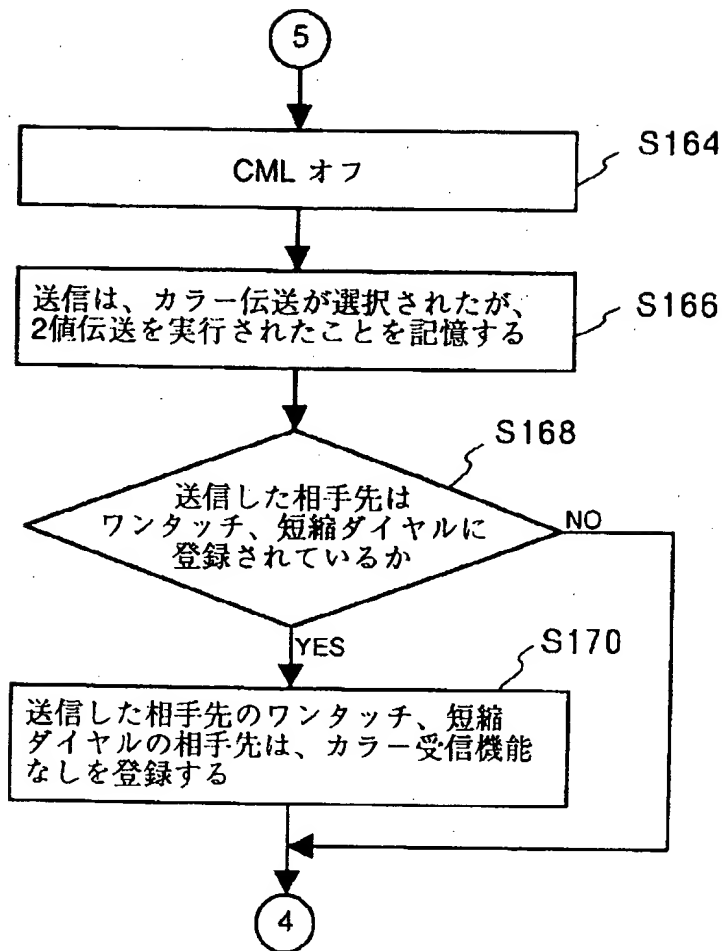 5
CML オフ
S164
送信は、カラー伝送が選択されたが、
2値伝送を実行されたことを記憶する
S166
S168
送信した相手先は
ワンタッチ、短縮ダイヤルに
登録されているか
NO
YES
S170
送信した相手先のワンタッチ、短縮
ダイヤルの相手先は、カラー受信機能
なしを登録する
4